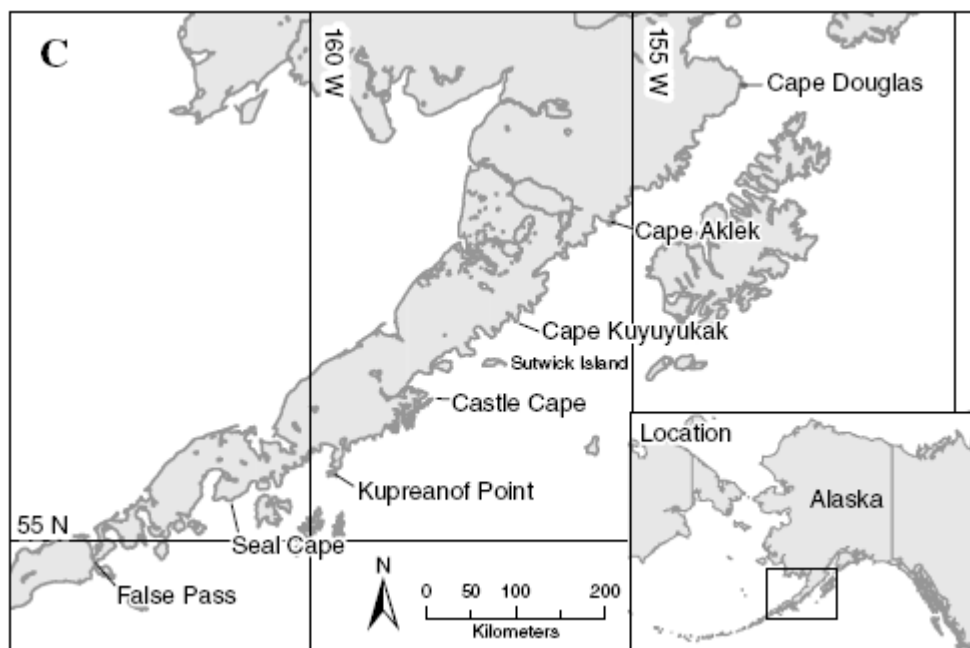 C
160 W
155 W
Cape Douglas
Cape Aklek
Cape Kuyuyukak
Sutwick Island
Castle Cape
Kupreanof Point
55 N
Seal Cape
False Pass
N
0 50 100 200
Kilometers
Location
Alaska